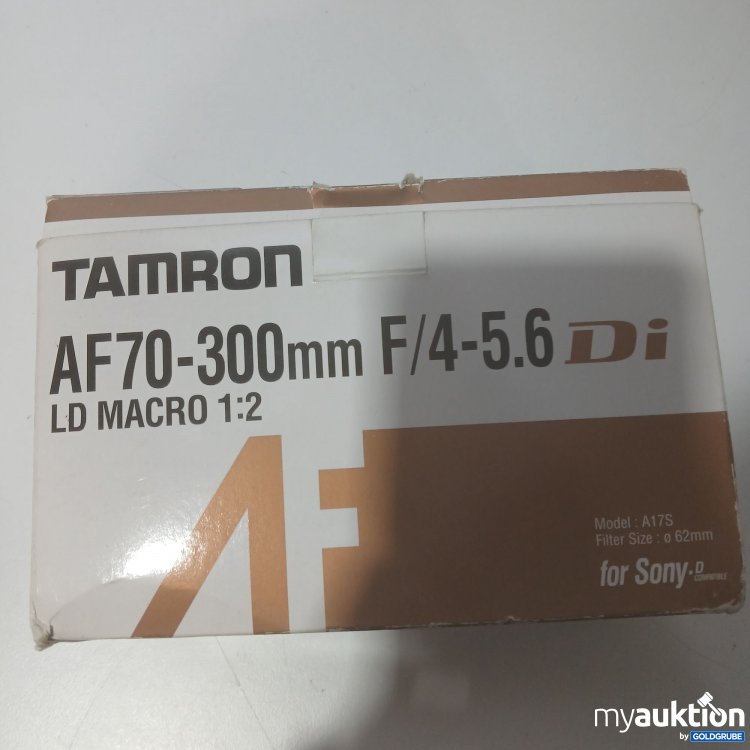 TAMRON
AF70-300mm F/4-5.6 Di
LD MACRO 1:2
AF
Model : A17S
Filter Size : ø 62mm
for Sony·D
COMPATIBLE
myauktion
by GOLDGRUBE